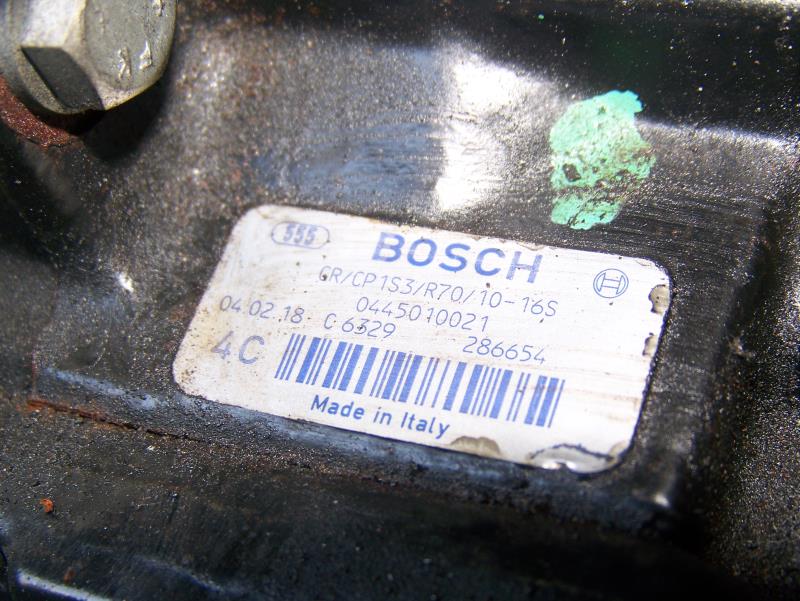 555 BOSCH
CR/CP1S3/R70/10-16S
0445010021
04.02.18 C 6329 286654
4C
Made in Italy